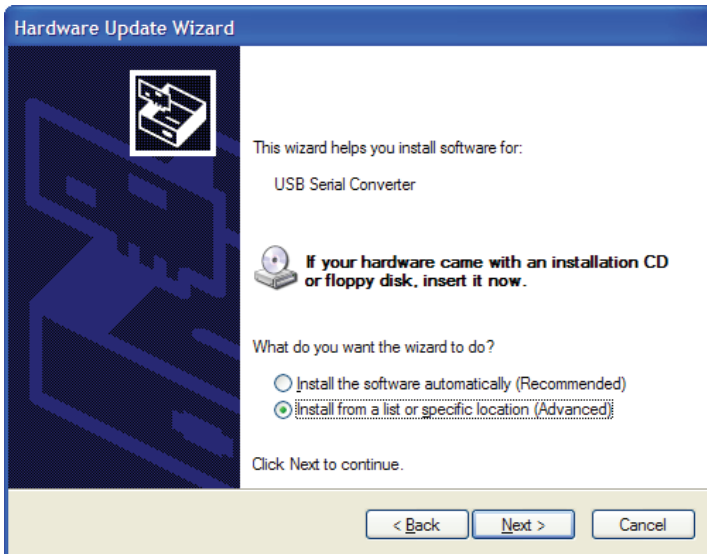 Hardware Update Wizard
This wizard helps you install software for:
USB Serial Converter
If your hardware came with an installation CD
or floppy disk, insert it now.
What do you want the wizard to do?
Install the software automatically (Recommended)
Install from a list or specific location (Advanced)
Click Next to continue.
< Back Next > Cancel